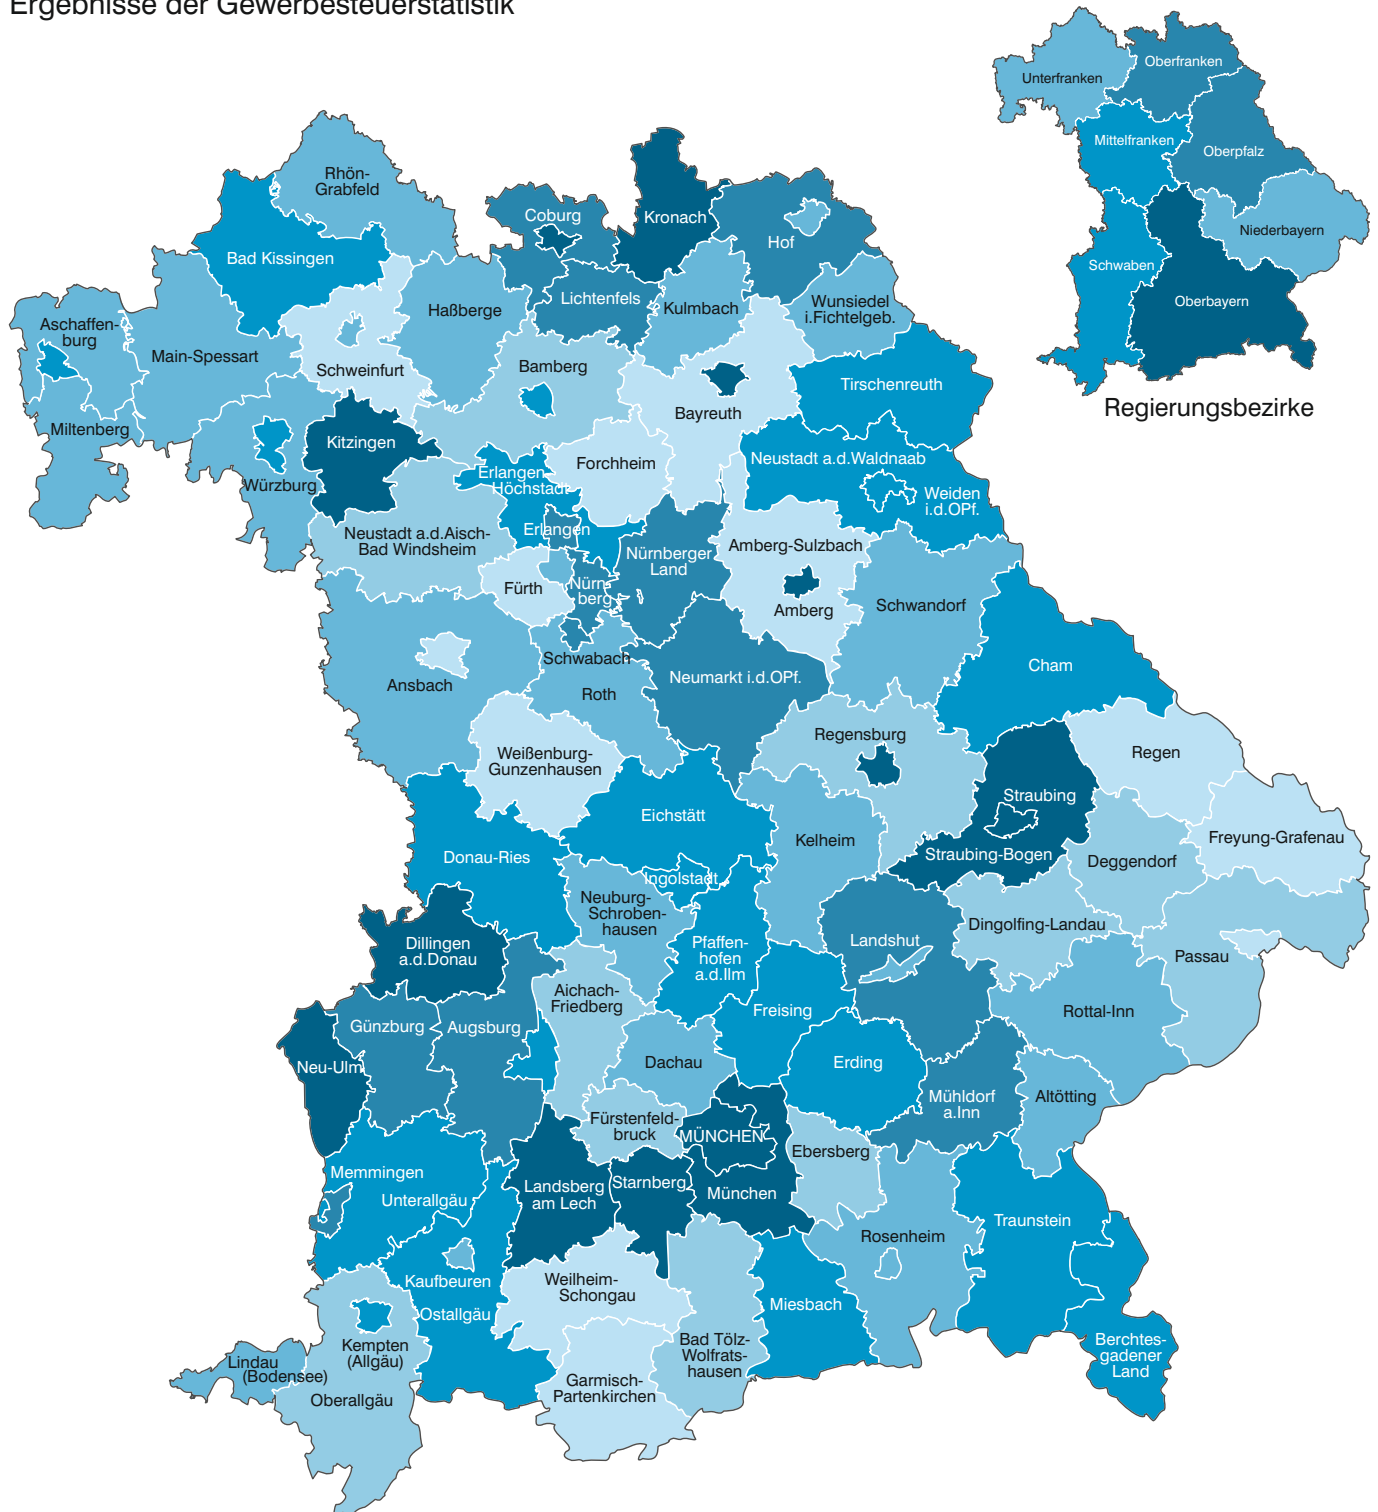 Ergebnisse der Gewerbesteuerstatistik
Unterfranken
Oberfranken
Mittelfranken
Oberpfalz
Niederbayern
Schwaben
Oberbayern
Regierungsbezirke
Rhön-
Grabfeld
Bad Kissingen
Coburg
Kronach
Hof
Lichtenfels
Kulmbach
Wunsiedel
i.Fichtelgeb.
Haßberge
Aschaffen-
burg
Main-Spessart
Schweinfurt
Bamberg
Tirschenreuth
Bayreuth
Miltenberg
Kitzingen
Würzburg
Forchheim
Erlangen-
Höchstadt
Neustadt a.d.Waldnaab
Weiden
i.d.OPf.
Erlangen
Neustadt a.d.Aisch-
Bad Windsheim
Nürnberger
Land
Amberg-Sulzbach
Amberg
Fürth
Nürn-
berg
Schwandorf
Schwabach
Roth
Ansbach
Neumarkt i.d.OPf.
Cham
Weißenburg-
Gunzenhausen
Regensburg
Regen
Straubing
Eichstätt
Kelheim
Freyung-Grafenau
Straubing-Bogen
Deggendorf
Donau-Ries
Ingolstadt
Neuburg-
Schroben-
hausen
Dingolfing-Landau
Landshut
Passau
Dillingen
a.d.Donau
Pfaffen-
hofen
a.d.Ilm
Aichach-
Friedberg
Freising
Rottal-Inn
Günzburg
Augsburg
Neu-Ulm
Dachau
Erding
Mühldorf
a.Inn
Altötting
Fürstenfeld-
bruck
MÜNCHEN
Ebersberg
Memmingen
Unterallgäu
Landsberg
am Lech
Starnberg
München
Traunstein
Rosenheim
Kaufbeuren
Ostallgäu
Weilheim-
Schongau
Miesbach
Kempten
(Allgäu)
Bad Tölz-
Wolfrats-
hausen
Berchtes-
gadener
Land
Lindau
(Bodensee)
Oberallgäu
Garmisch-
Partenkirchen